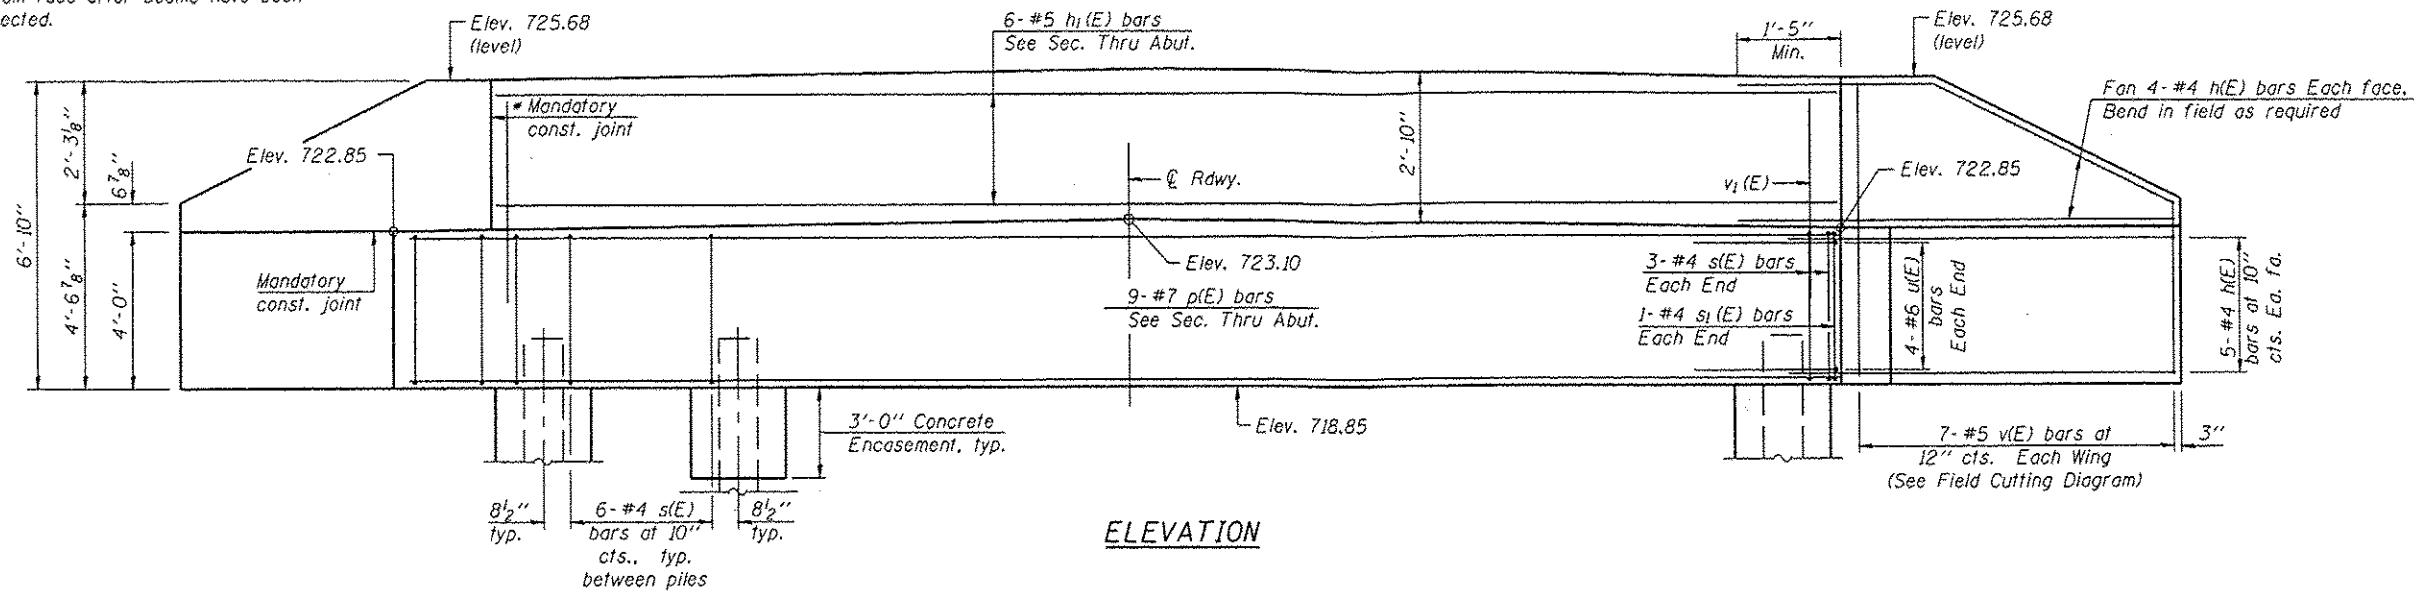 ected.
Elev. 725.68
(level)
6-#5 h₁(E) bars
See Sec. Thru Abut.
1'-5"
Min.
Elev. 725.68
(level)
Fan 4-#4 h(E) bars Each face.
Bend in field as required
* Mandatory
const. joint
Elev. 722.85
2'-3⅛"
6⅞"
6'-10"
4'-6⅞"
4'-0"
℄ Rdwy.
2'-10"
v₁(E)
Elev. 722.85
Mandatory
const. joint
Elev. 723.10
9-#7 p(E) bars
See Sec. Thru Abut.
3-#4 s(E) bars
Each End
1-#4 s₁(E) bars
Each End
4-#6 u(E)
bars
Each End
5-#4 h(E)
bars at 10"
cts. Ea. fa.
3'-0" Concrete
Encasement, typ.
Elev. 718.85
7-#5 v(E) bars at
12" cts. Each Wing
(See Field Cutting Diagram)
3"
8½"
typ.
6-#4 s(E)
bars at 10"
cts., typ.
between piles
8½"
typ.
ELEVATION